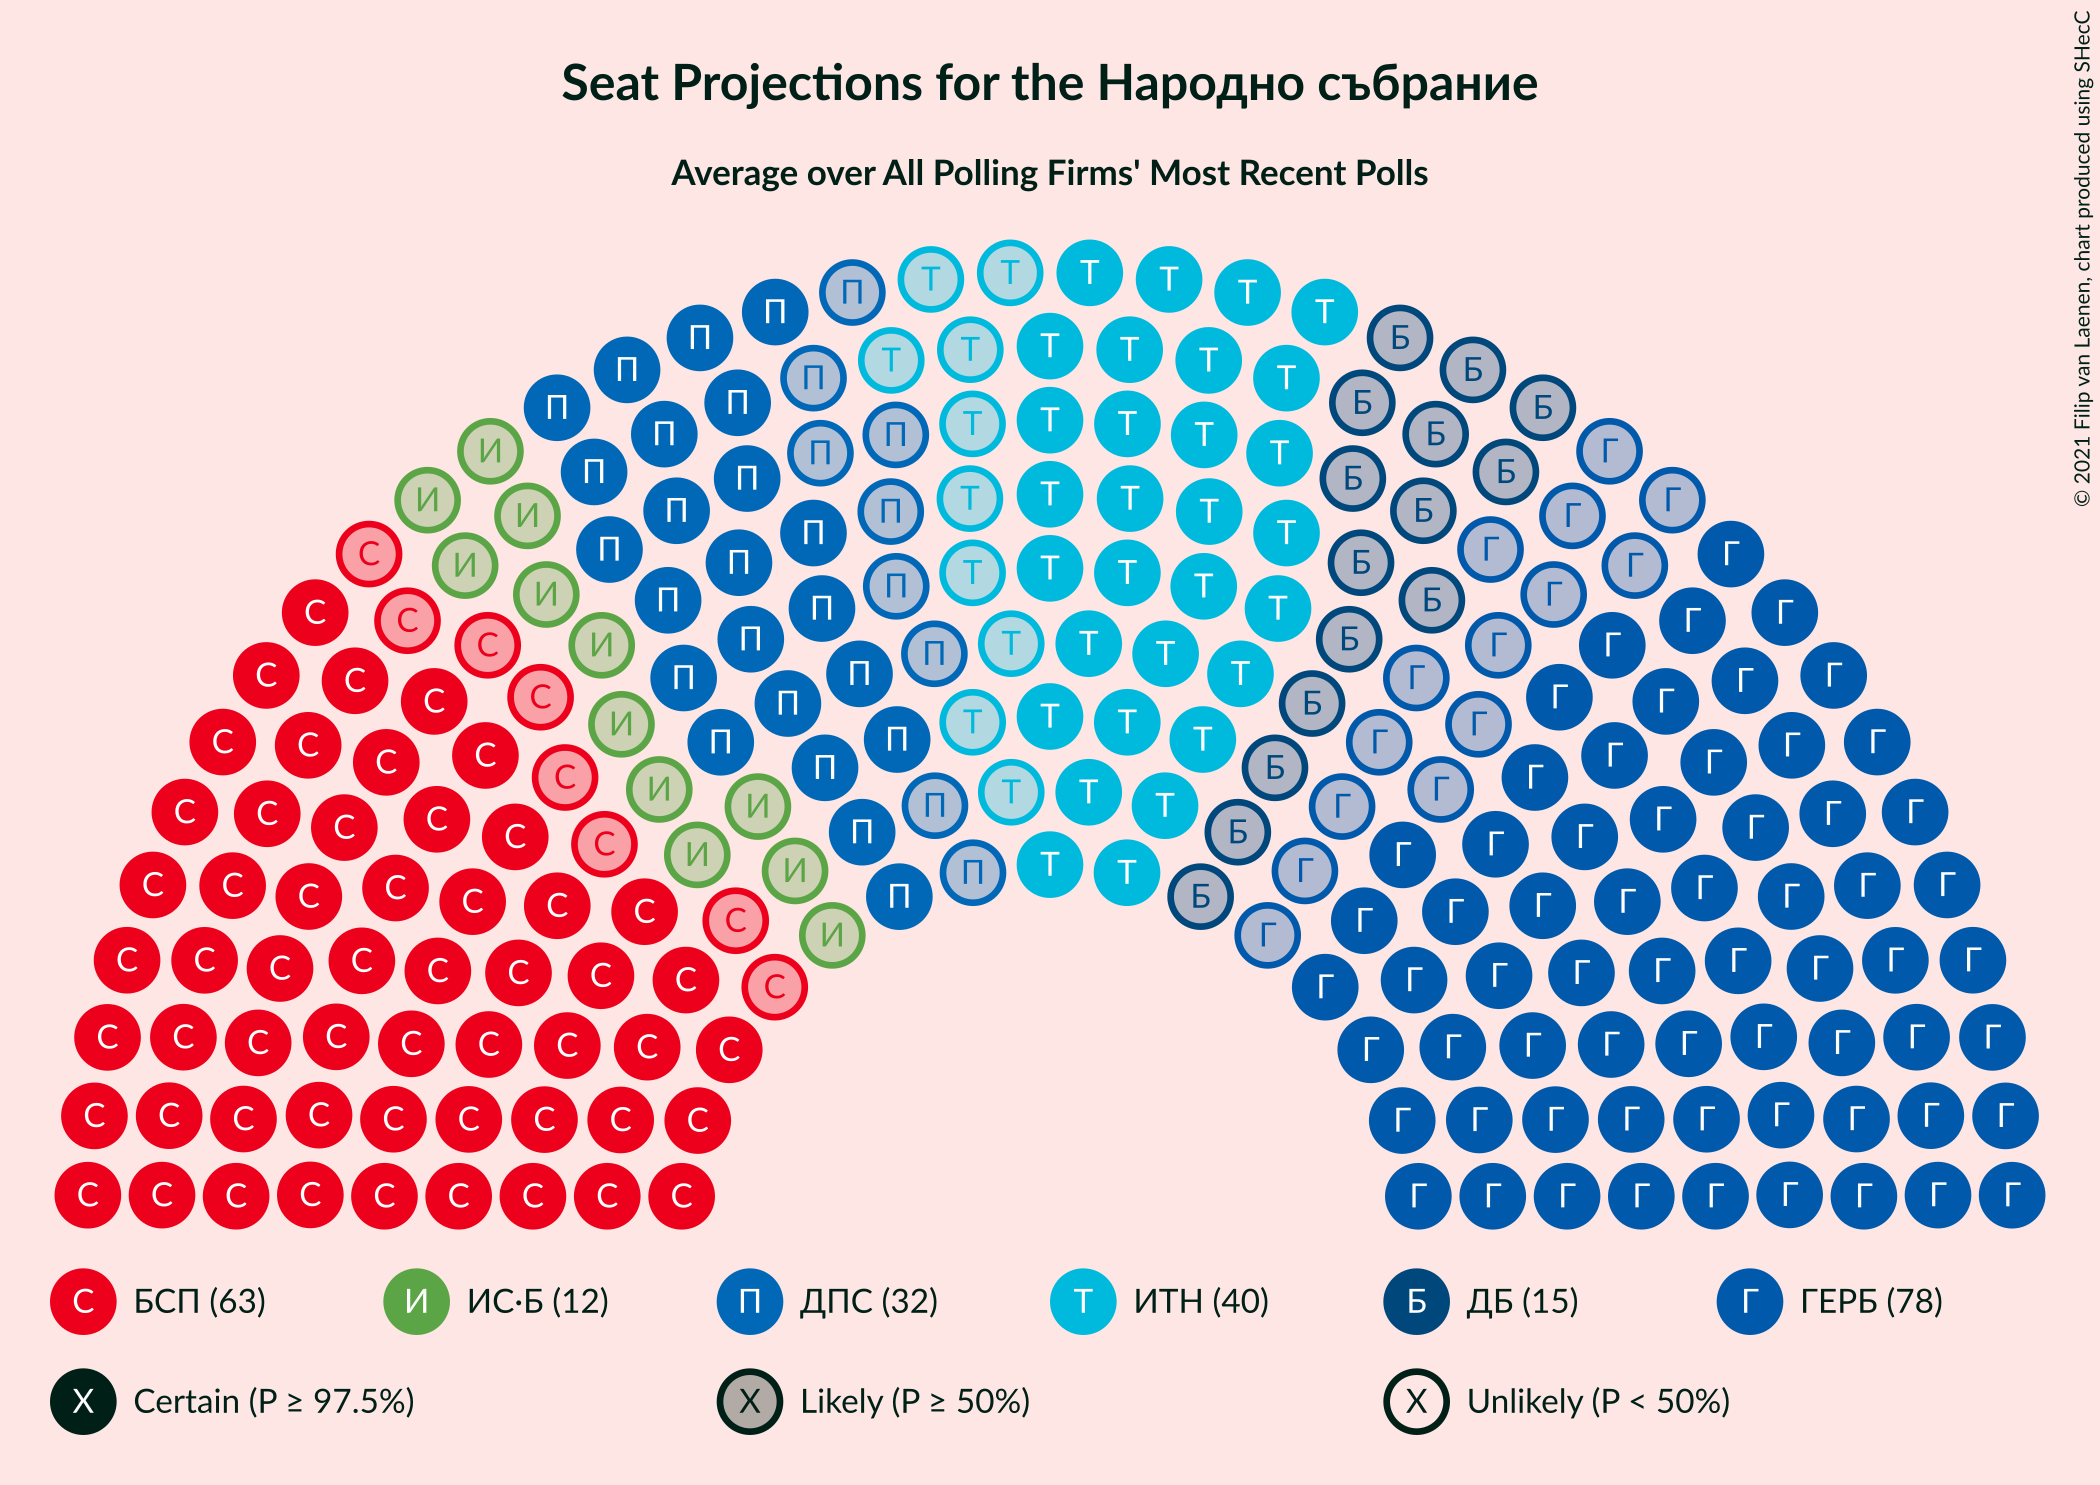 Seat Projections for the Народно събрание
Average over All Polling Firms' Most Recent Polls
© 2021 Filip van Laenen, chart produced using SHecC
Т Т Т Т
П Т Т
П Т
П Б
Т Т Т Т
П Т Т Б
П П Б
П Б Б
И П П Т Т Т Т Т Б Б Г
П П Б Б
И П П Т Т Т Т Т Б Б Г
И П П П Т Т Б Г
С И П П Г Г Г
И П Т Т Т Т Б Г Г
И П П Т Б Б Г Г
С С П Б Г Г
С И П П Т Т Т П Т Б Г Г Г
С С П П Г Г Г
С С И П Т Т Т Т Б Г Г Г
С С С С П П П Б Г Г Г Г
С С И И П П Т Т Т Б Г Г Г Г Г
С С С С С И П Б Г Г Г Г Г
С С С С И П Т Т Б Г Г Г Г Г
С С С С С С С И П Б Г Г Г Г Г Г Г
С С С С С С С С С Г Г Г Г Г Г Г Г Г
С С С С С С С С С Г Г Г Г Г Г Г Г Г
С С С С С С С С С Г Г Г Г Г Г Г Г Г
С С С С С С С С С Г Г Г Г Г Г Г Г Г
С БСП (63) И ИС·Б (12) П ДПС (32) Т ИТН (40) Б ДБ (15) Г ГЕРБ (78)
X Certain (P ≥ 97.5%) X Likely (P ≥ 50%) X Unlikely (P < 50%)